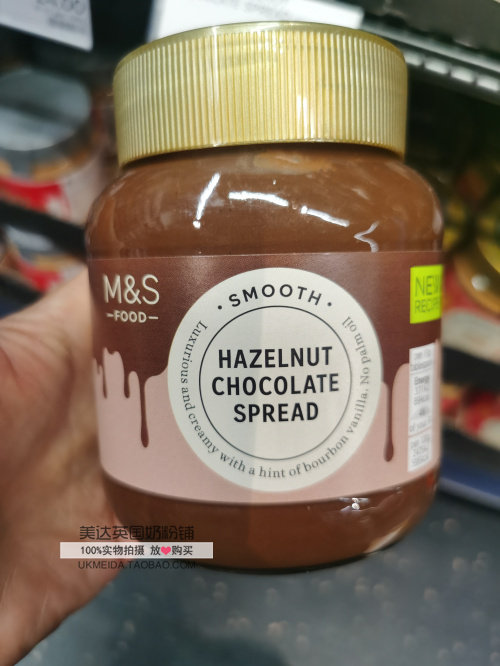 M&S
FOOD
SMOOTH
HAZELNUT
CHOCOLATE
SPREAD
Luxurious and creamy with a hint of bourbon vanilla. No palm oil
NEW
RECIPE
Energy
美达英国奶粉铺
100%实物拍摄 放❤购买
UKMEIDA.TAOBAO.COM